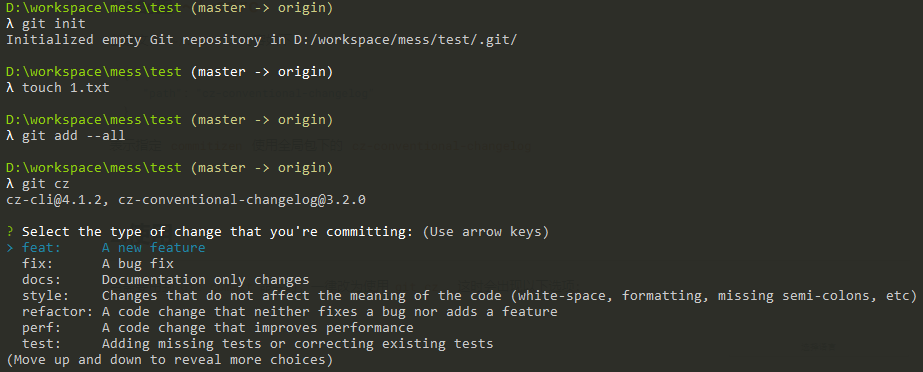 D:\workspace\mess\test (master -> origin)
λ git init
Initialized empty Git repository in D:/workspace/mess/test/.git/
D:\workspace\mess\test (master -> origin)
λ touch 1.txt
D:\workspace\mess\test (master -> origin)
λ git add --all
D:\workspace\mess\test (master -> origin)
λ git cz
cz-cli@4.1.2, cz-conventional-changelog@3.2.0
? Select the type of change that you're committing: (Use arrow keys)
> feat:     A new feature
  fix:      A bug fix
  docs:     Documentation only changes
  style:    Changes that do not affect the meaning of the code (white-space, formatting, missing semi-colons, etc)
  refactor: A code change that neither fixes a bug nor adds a feature
  perf:     A code change that improves performance
  test:     Adding missing tests or correcting existing tests
(Move up and down to reveal more choices)